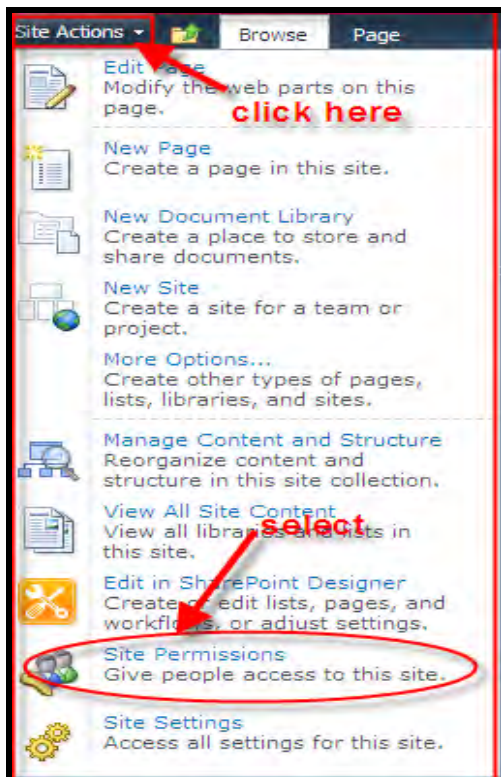 Site Actions Browse Page
Edit Page
Modify the web parts on this
page.
click here
New Page
Create a page in this site.
New Document Library
Create a place to store and
share documents.
New Site
Create a site for a team or
project.
More Options...
Create other types of pages,
lists, libraries, and sites.
Manage Content and Structure
Reorganize content and
structure in this site collection.
View All Site Content
select
View all libraries and lists in
this site.
Edit in SharePoint Designer
Create or edit lists, pages, and
workflows, or adjust settings.
Site Permissions
Give people access to this site.
Site Settings
Access all settings for this site.